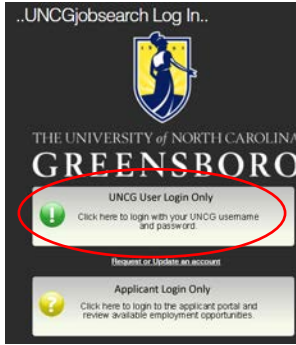 ..UNCGjobsearch Log In..
THE UNIVERSITY of NORTH CAROLINA
GREENSBORO
UNCG User Login Only
Click here to login with your UNCG username
and password.
Request or Update an account
Applicant Login Only
Click here to login to the applicant portal and
review available employment opportunities.